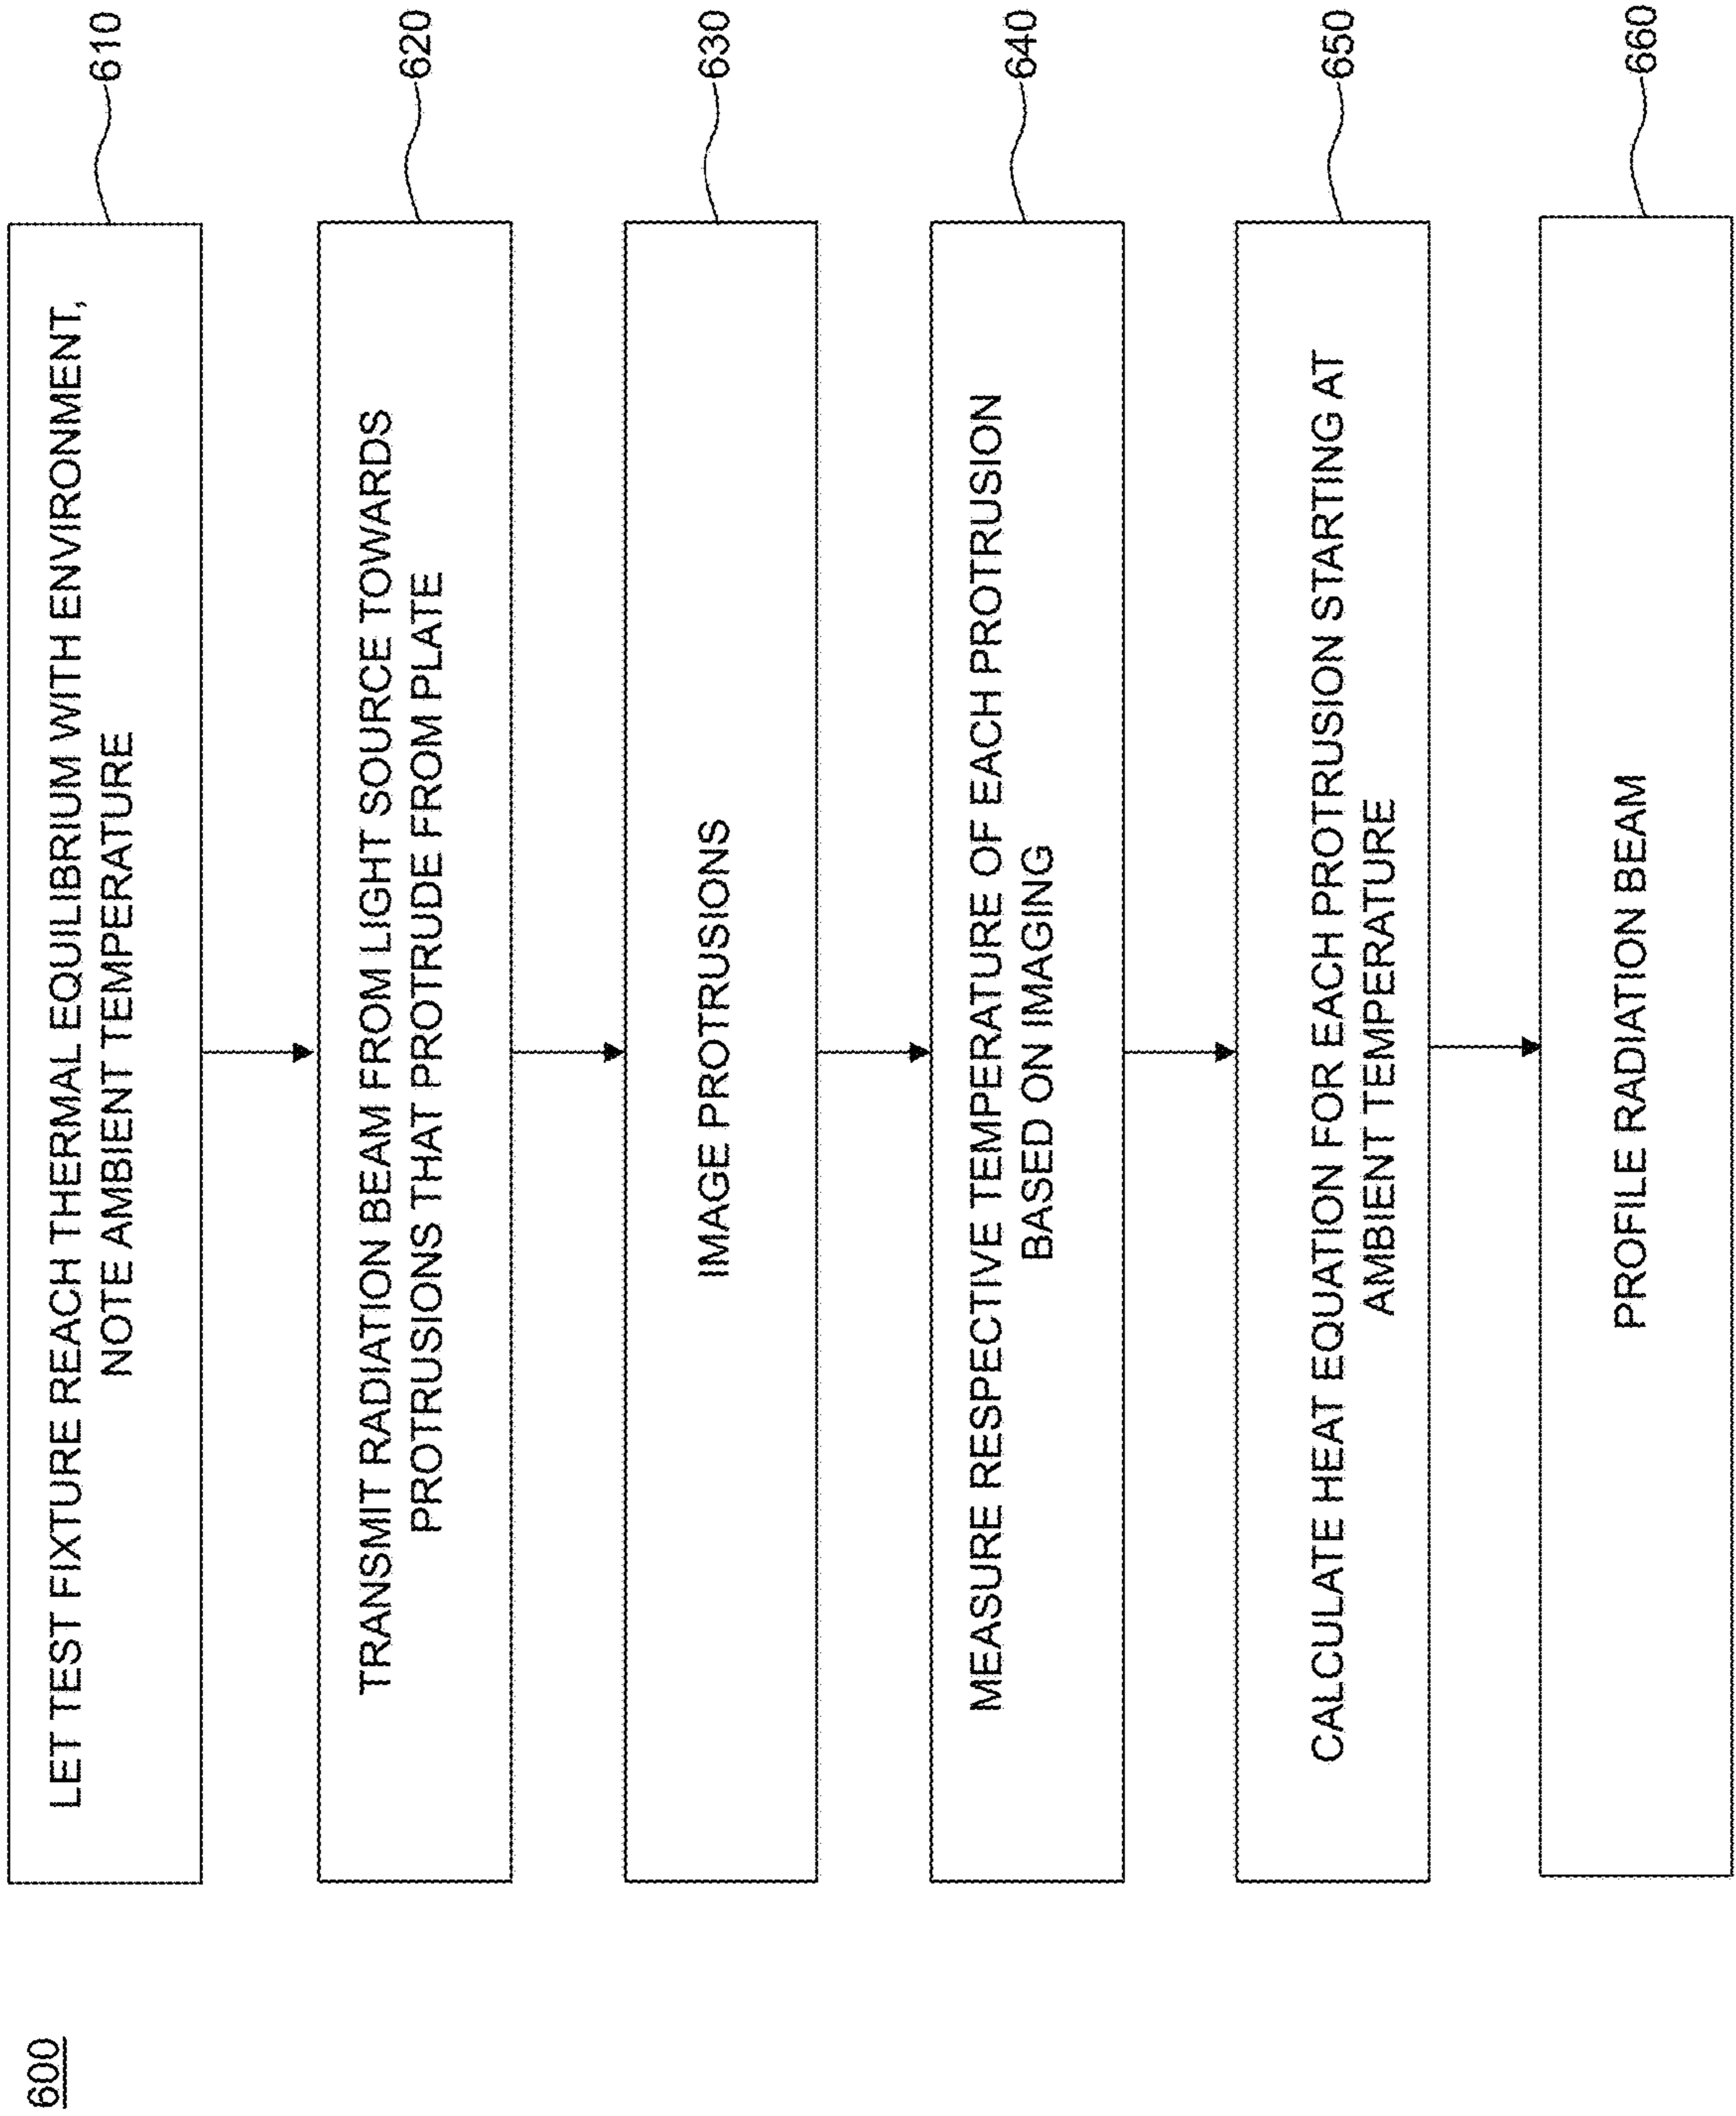 600
LET TEST FIXTURE REACH THERMAL EQUILIBRIUM WITH ENVIRONMENT,
NOTE AMBIENT TEMPERATURE
610
TRANSMIT RADIATION BEAM FROM LIGHT SOURCE TOWARDS
PROTRUSIONS THAT PROTRUDE FROM PLATE
620
IMAGE PROTRUSIONS
630
MEASURE RESPECTIVE TEMPERATURE OF EACH PROTRUSION
BASED ON IMAGING
640
CALCULATE HEAT EQUATION FOR EACH PROTRUSION STARTING AT
AMBIENT TEMPERATURE
650
PROFILE RADIATION BEAM
660